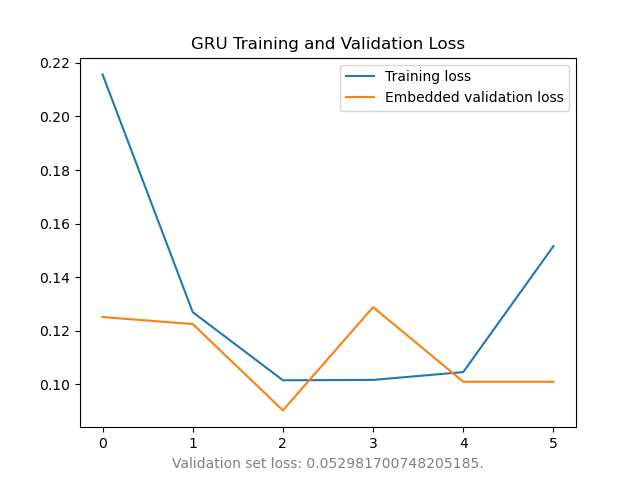 GRU Training and Validation Loss
Training loss
Embedded validation loss
0.22
0.20
0.18
0.16
0.14
0.12
0.10
0 1 2 3 4 5
Validation set loss: 0.052981700748205185.